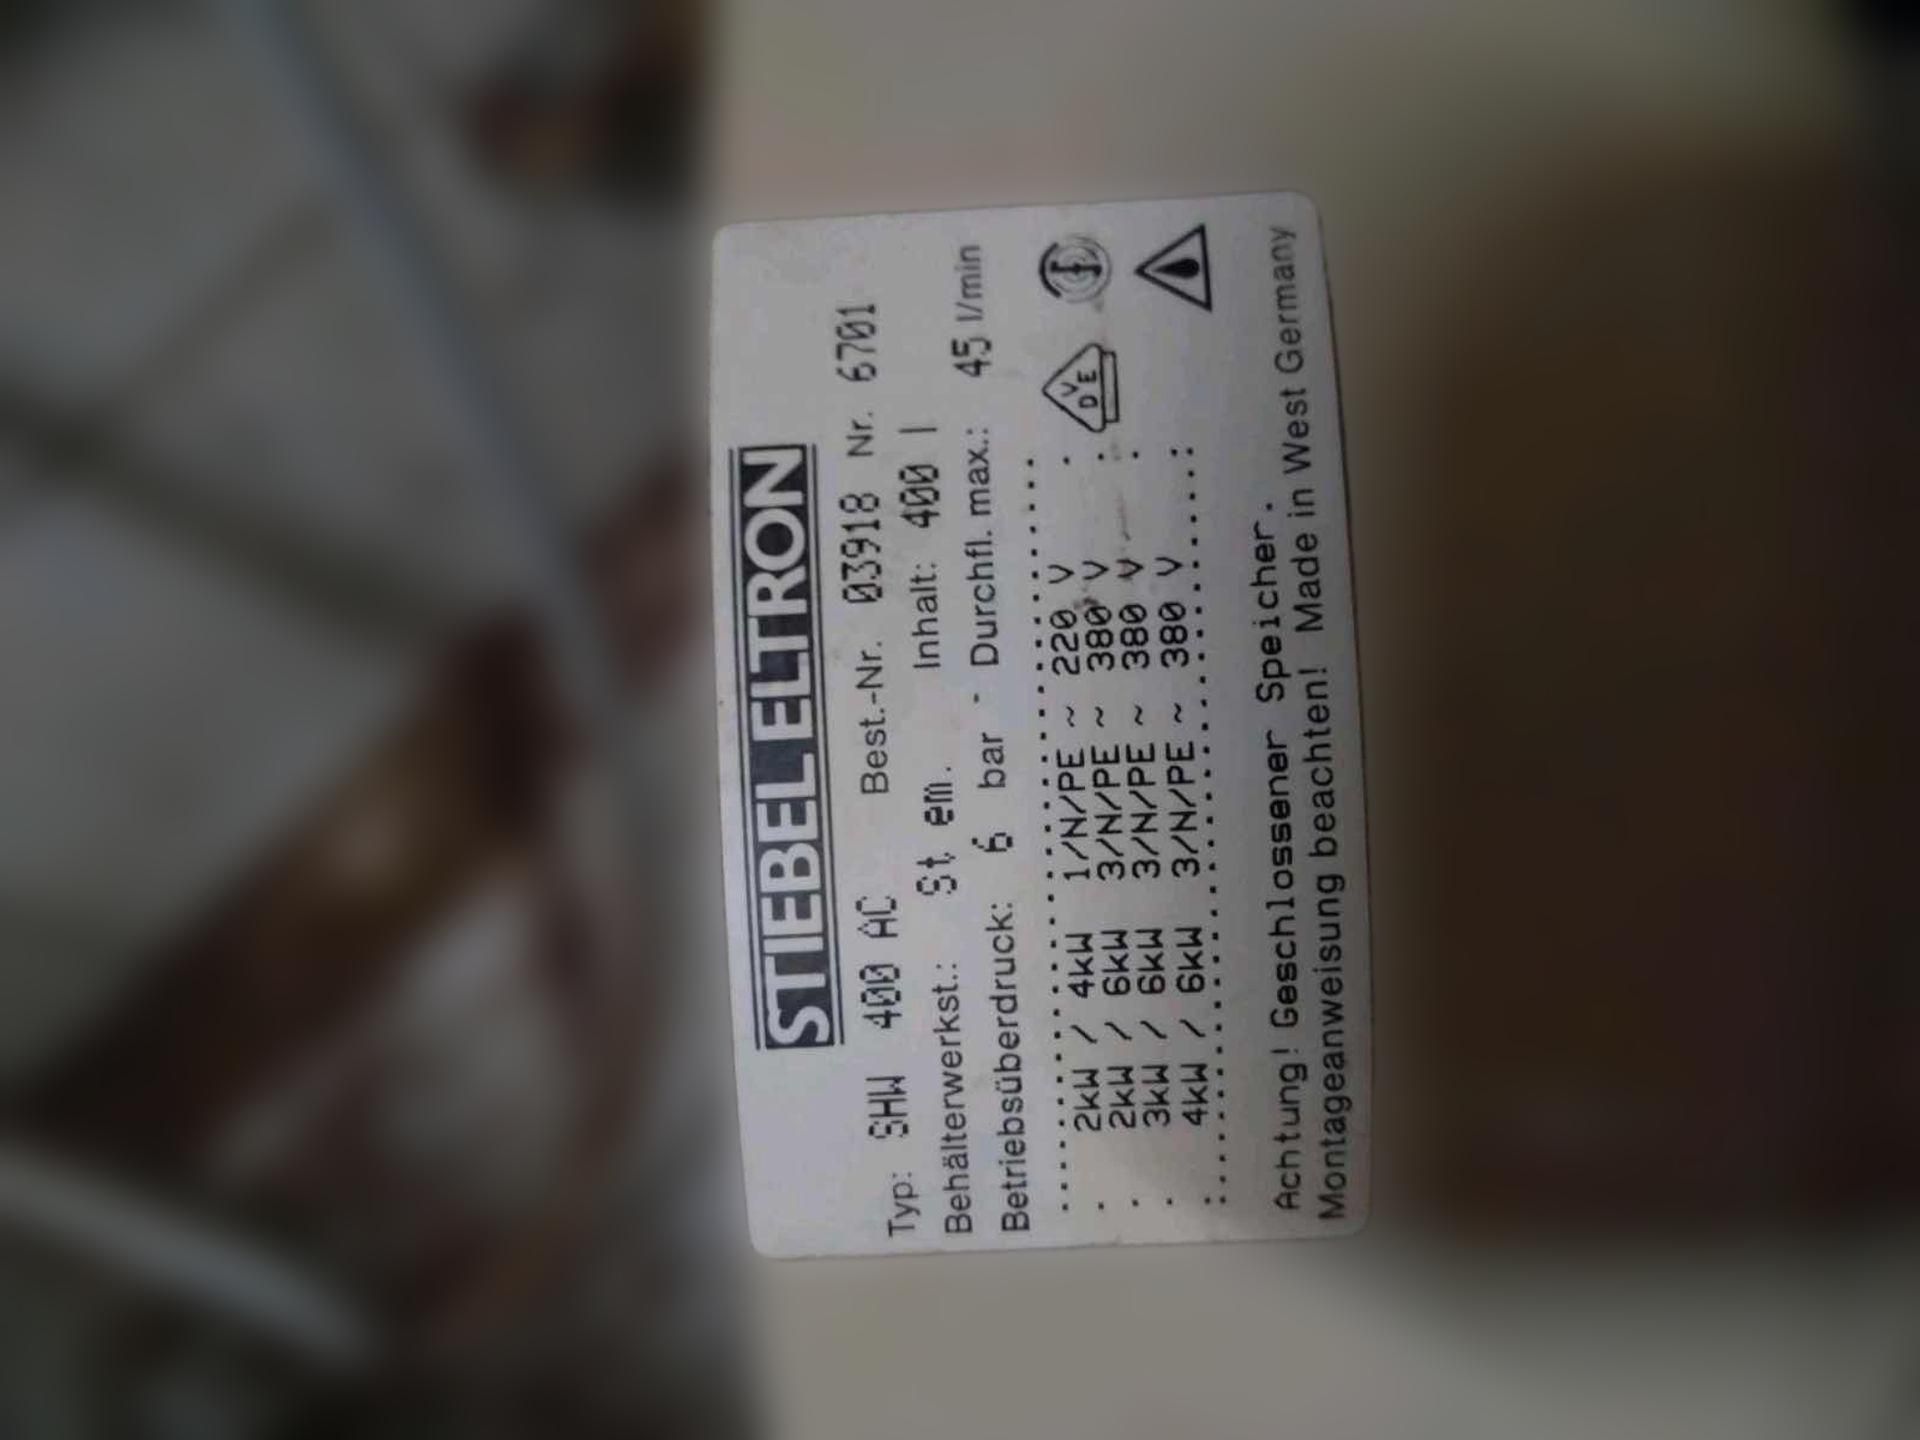 STIEBEL ELTRON
Typ: SHW 400 AC Best.-Nr. 03918 Nr. 6701
Behälterwerkst.: St em. Inhalt: 400 l
Betriebsüberdruck: 6 bar - Durchfl. max.: 45 l/min
2kW / 4kW 1/N/PE ~ 220 V
2kW / 6kW 3/N/PE ~ 380 V
3kW / 6kW 3/N/PE ~ 380 V
4kW / 6kW 3/N/PE ~ 380 V
DVE
Achtung! Geschlossener Speicher.
Montageanweisung beachten! Made in West Germany